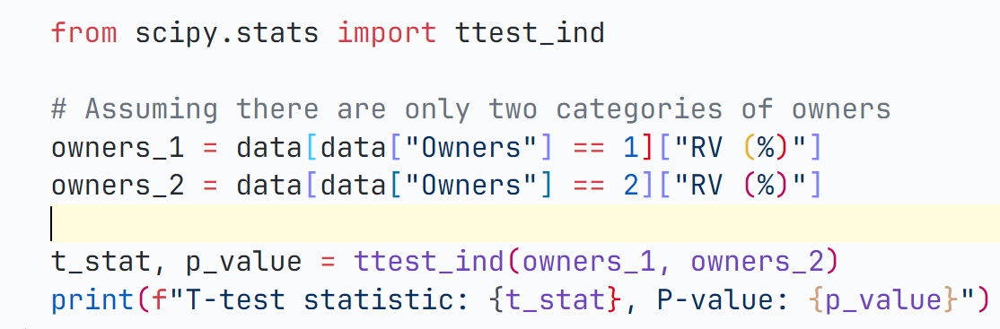 from scipy.stats import ttest_ind
# Assuming there are only two categories of owners
owners_1 = data[data["Owners"] == 1]["RV (%)"]
owners_2 = data[data["Owners"] == 2]["RV (%)"]
t_stat, p_value = ttest_ind(owners_1, owners_2)
print(f"T-test statistic: {t_stat}, P-value: {p_value}")